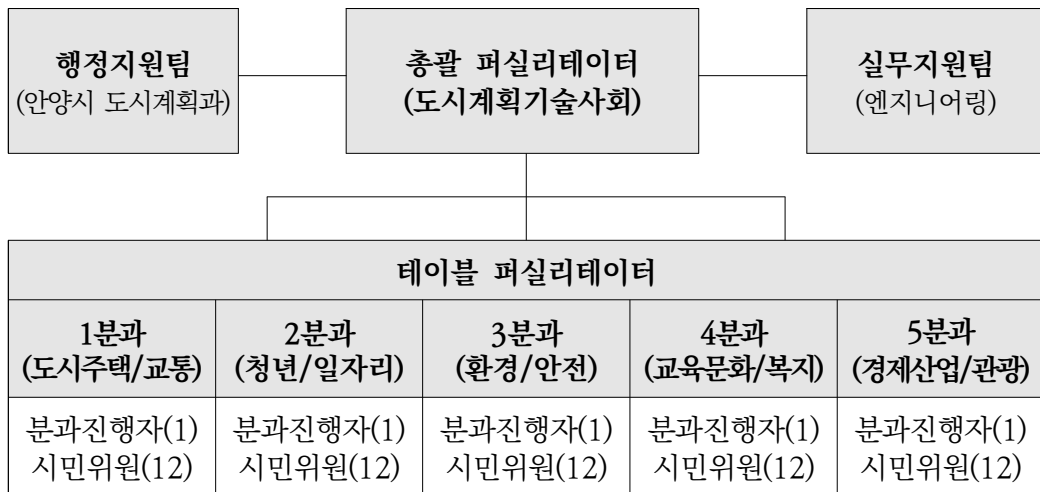 행정지원팀
(안양시 도시계획과)
총괄 퍼실리테이터
(도시계획기술사회)
실무지원팀
(엔지니어링)
테이블 퍼실리테이터
1분과
(도시주택/교통)
2분과
(청년/일자리)
3분과
(환경/안전)
4분과
(교육문화/복지)
5분과
(경제산업/관광)
분과진행자(1)
시민위원(12)
분과진행자(1)
시민위원(12)
분과진행자(1)
시민위원(12)
분과진행자(1)
시민위원(12)
분과진행자(1)
시민위원(12)